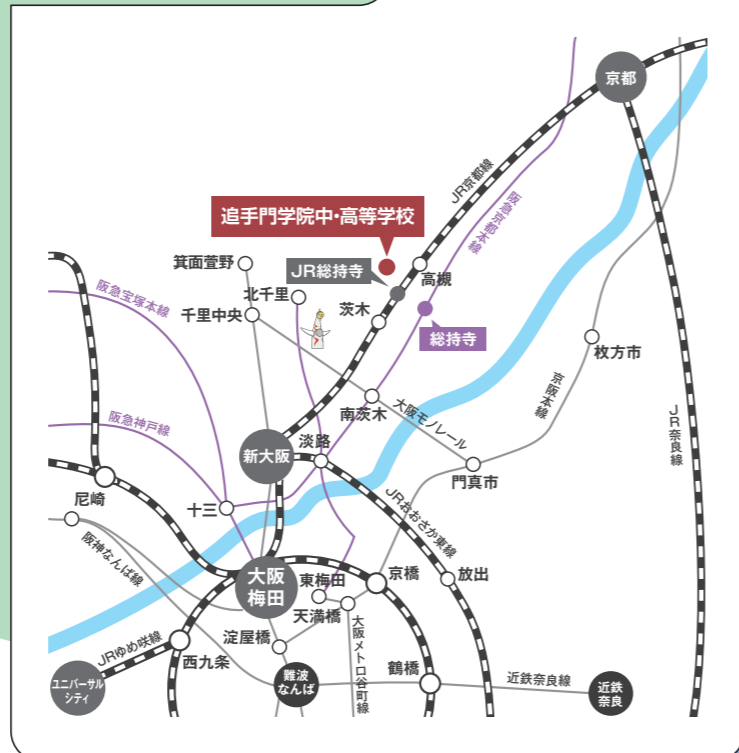 京都
JR京都線
阪急京都本線
追手門学院中・高等学校
箕面萱野
JR総持寺
高槻
阪急宝塚本線
北千里
千里中央
茨木
総持寺
枚方市
阪急神戸線
南茨木
大阪モノレール
京阪本線
JR奈良線
新大阪
淡路
門真市
尼崎
十三
JRおおさか東線
阪神なんば線
大阪
梅田
東梅田
京橋
放出
天満橋
淀屋橋
大阪メトロ谷町線
JRゆめ咲線
西九条
鶴橋
ユニバーサル
シティ
難波
なんば
近鉄奈良線
近鉄
奈良